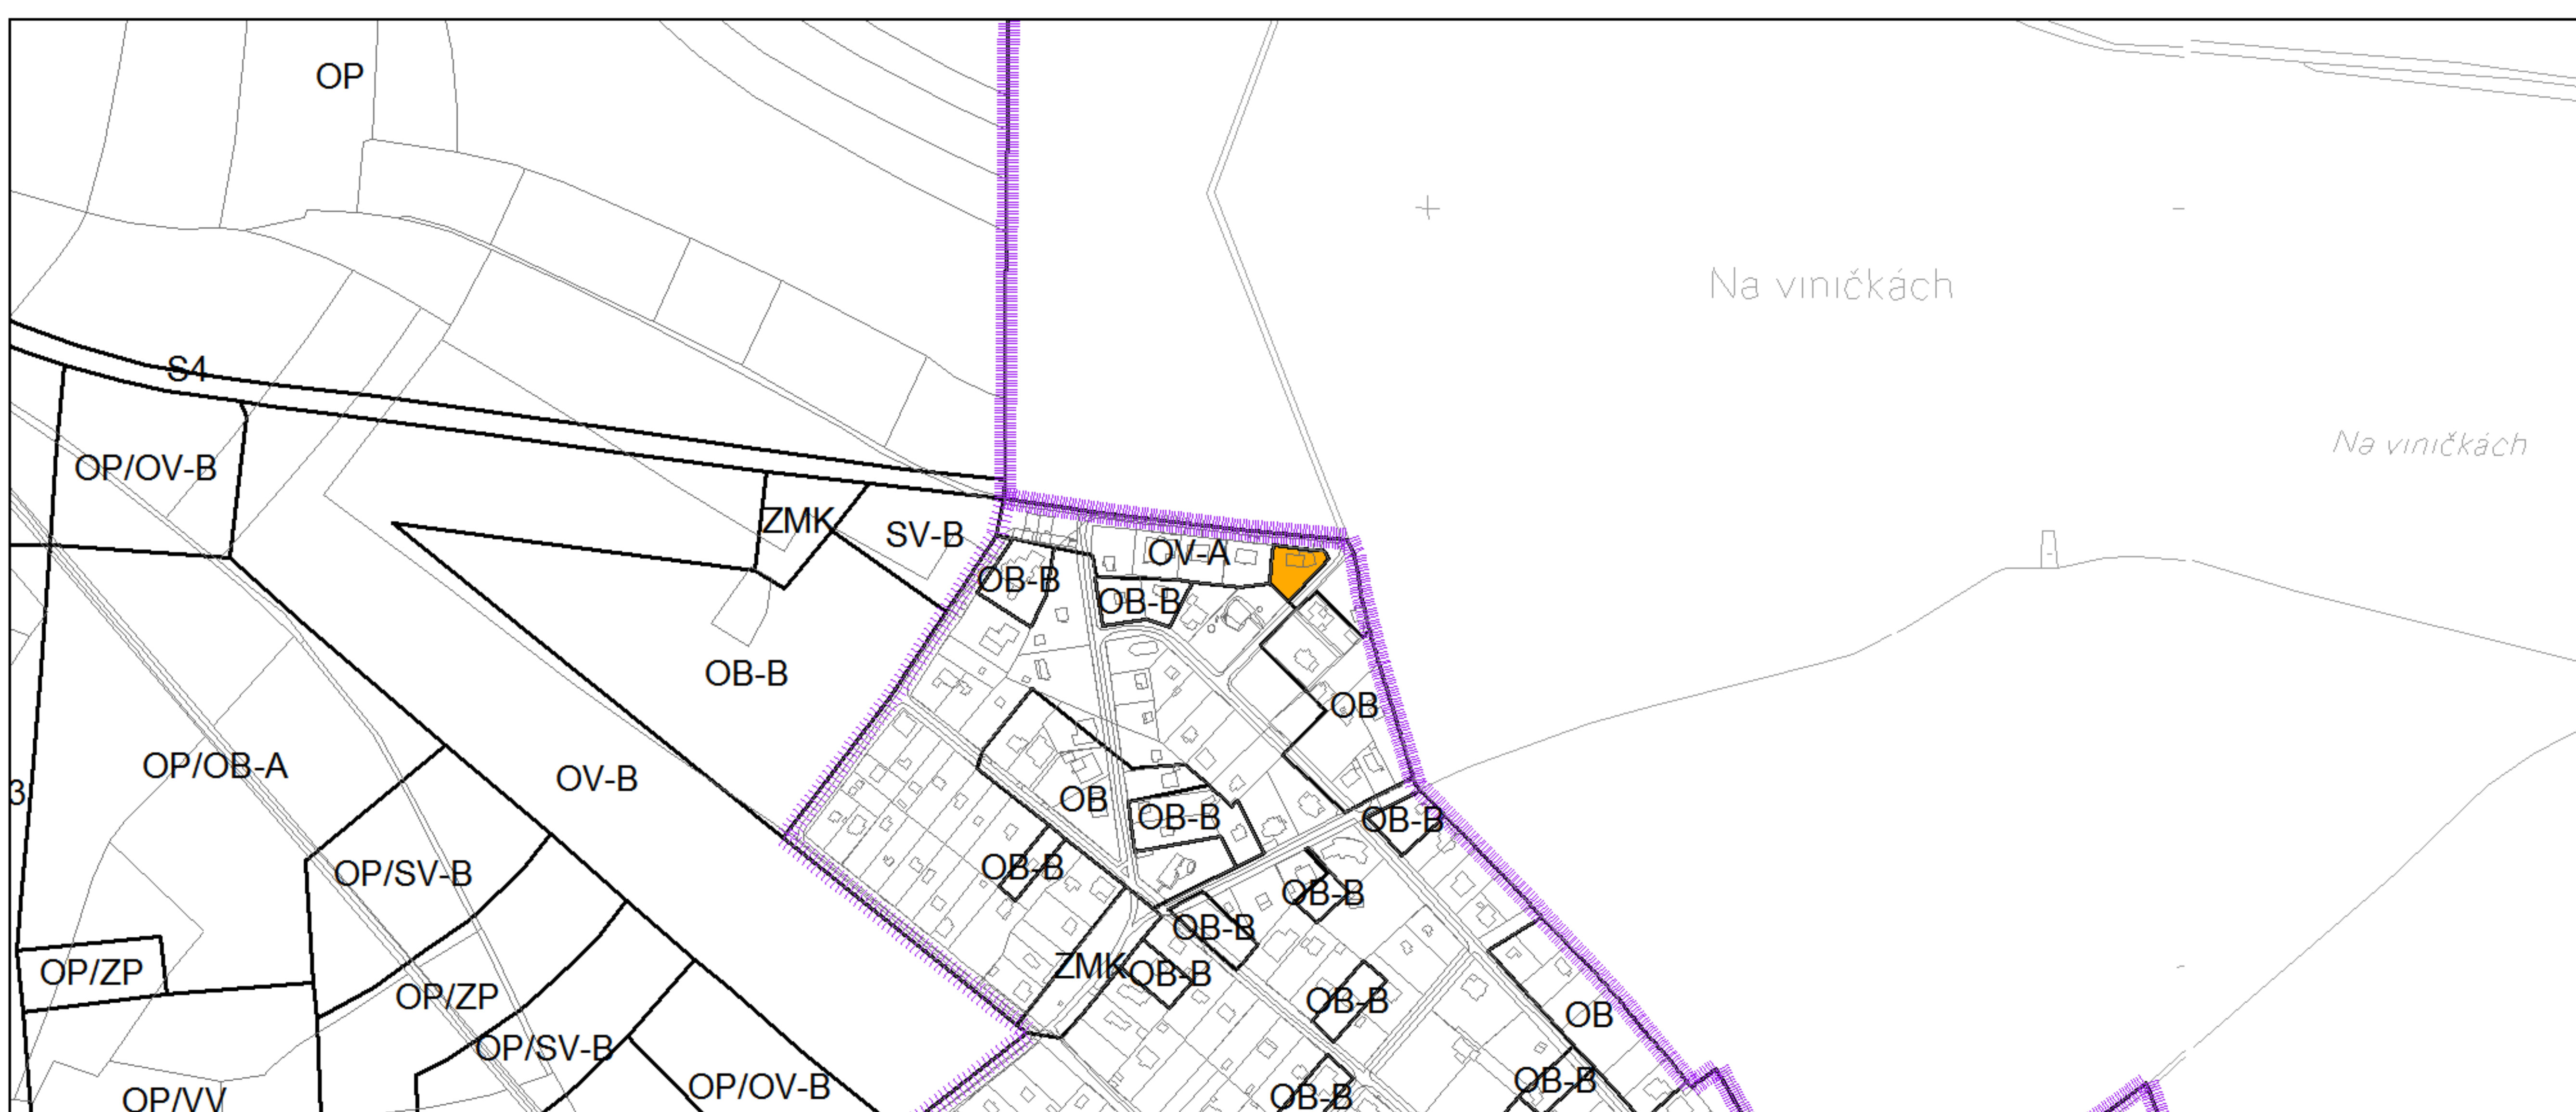 OP
Na viničkách
S4
Na viničkách
OP/OV-B
ZMK
SV-B
OV-A
OB-B
OB-B
OB-B
OB
OP/OB-A
OV-B
3
OB
OB-B
OB-B
OP/SV-B
OB-B
OB-B
OB-B
ZMK
OB-B
OP/ZP
OP/ZP
OB-B
OB
OP/SV-B
OB-B
OP/OV-B
OB-B
OP/VV